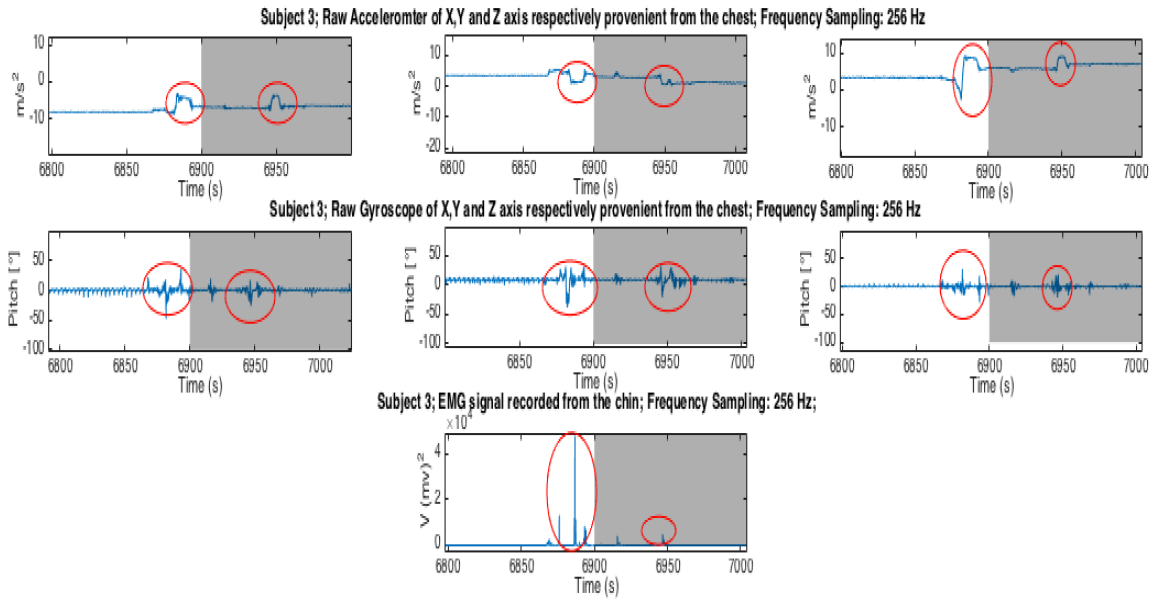 Subject 3; Raw Acceleromter of X,Y and Z axis respectively provenient from the chest; Frequency Sampling: 256 Hz
m/s²
10
0
-10
6800 6850 6900 6950
Time (s)
m/s²
10
0
-10
-20
6800 6850 6900 6950 7000
Time (s)
m/s²
10
0
-10
6800 6850 6900 6950 7000
Time (s)
Subject 3; Raw Gyroscope of X,Y and Z axis respectively provenient from the chest; Frequency Sampling: 256 Hz
Pitch [°]
50
0
-50
-100
6800 6850 6900 6950 7000
Time (s)
Pitch [°]
50
0
-50
-100
6850 6900 6950 7000
Time (s)
Pitch [°]
50
0
-50
-100
6800 6850 6900 6950 7000
Time (s)
Subject 3; EMG signal recorded from the chin; Frequency Sampling: 256 Hz;
×10⁴
V (mv)²
4
2
0
6800 6850 6900 6950 7000
Time (s)